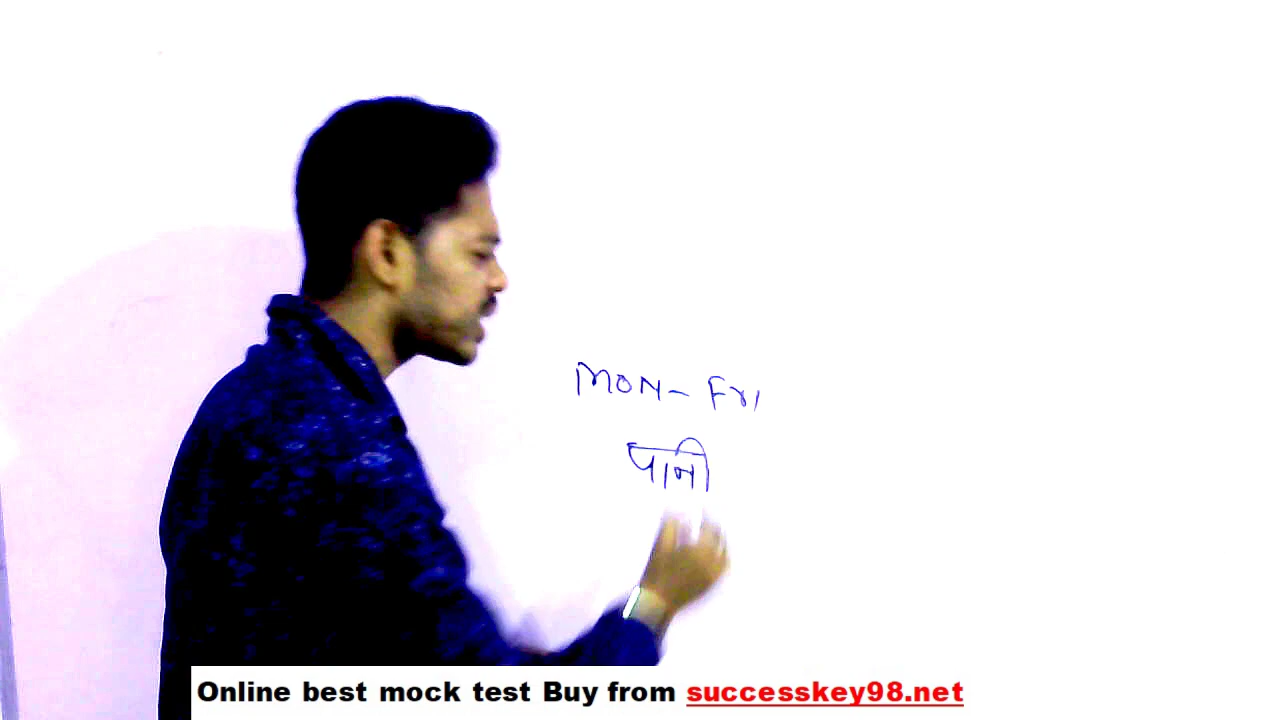 MON- Fri
पानी
Online best mock test Buy from successkey98.net